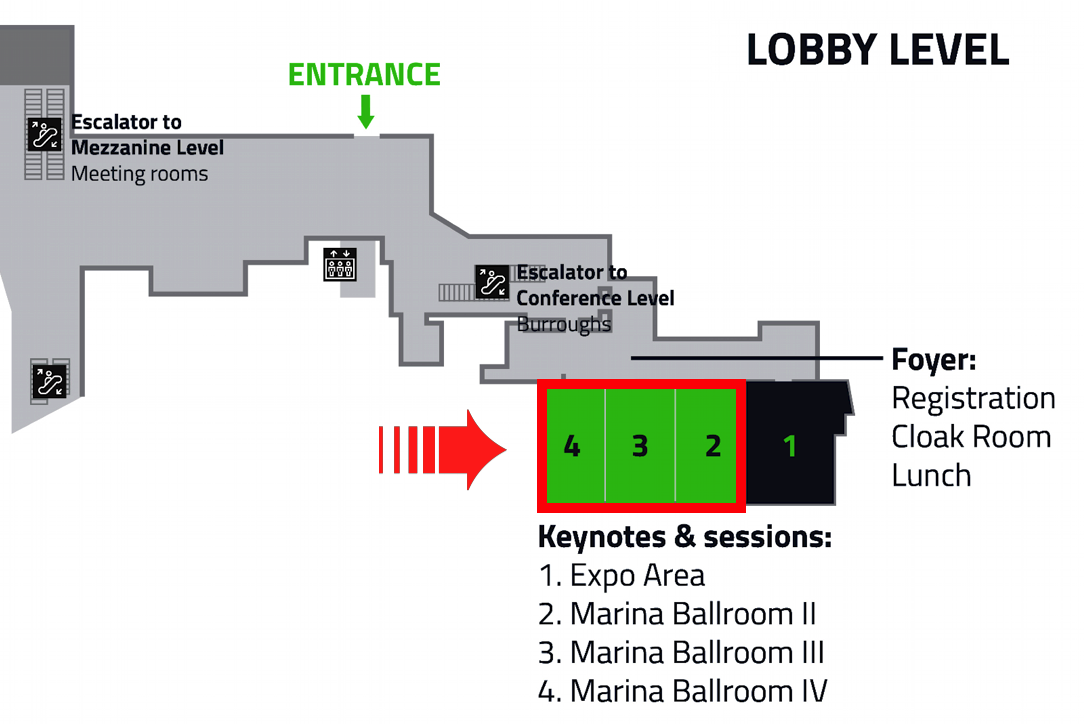 LOBBY LEVEL
ENTRANCE
Escalator to
Mezzanine Level
Meeting rooms
Escalator to
Conference Level
Burroughs
Foyer:
Registration
Cloak Room
Lunch
4 3 2 1
Keynotes & sessions:
1. Expo Area
2. Marina Ballroom II
3. Marina Ballroom III
4. Marina Ballroom IV